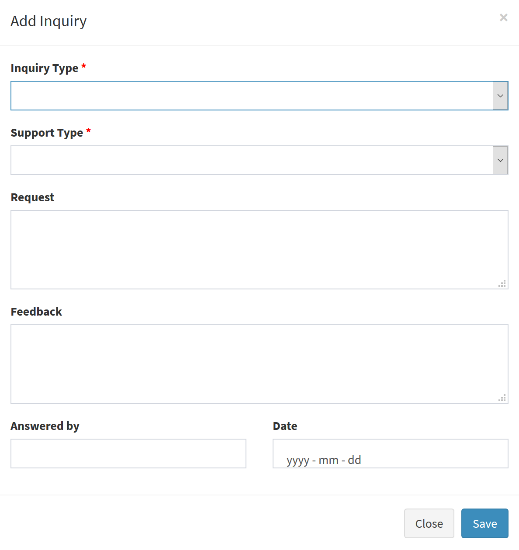 Add Inquiry ×
Inquiry Type *
Support Type *
Request
Feedback
Answered by Date
yyyy - mm - dd
Close Save